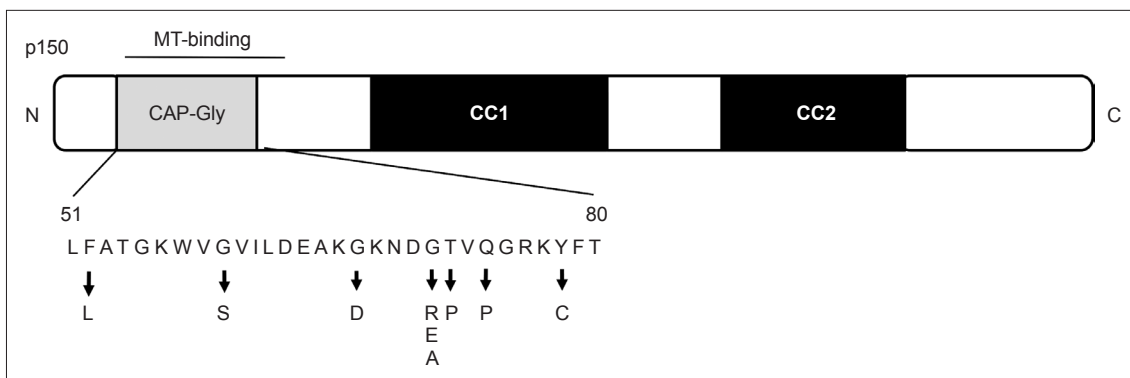 MT-binding
p150
N CAP-Gly CC1 CC2 C
51 80
L F A T G K W V G V I L D E A K G K N D G T V Q G R K Y F T
L S D R P P C
E
A